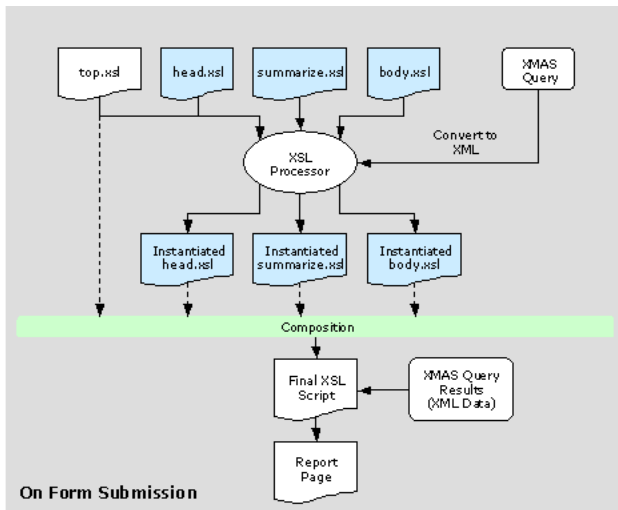 top.xsl
head.xsl
summarize.xsl
body.xsl
XMAS
Query
Convert to
XML
XSL
Processor
Instantiated
head.xsl
Instantiated
summarize.xsl
Instantiated
body.xsl
Composition
Final XSL
Script
XMAS Query
Results
(XML Data)
Report
Page
On Form Submission